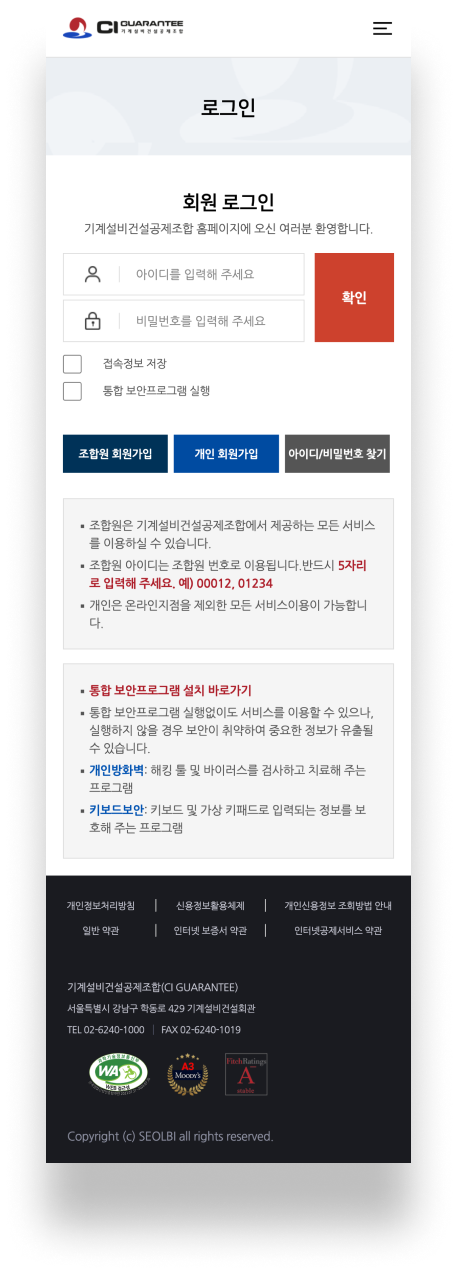 CI GUARANTEE
기계설비건설공제조합
로그인
회원 로그인
기계설비건설공제조합 홈페이지에 오신 여러분 환영합니다.
아이디를 입력해 주세요
비밀번호를 입력해 주세요
확인
접속정보 저장
통합 보안프로그램 실행
조합원 회원가입 개인 회원가입 아이디/비밀번호 찾기
▪ 조합원은 기계설비건설공제조합에서 제공하는 모든 서비스
를 이용하실 수 있습니다.
▪ 조합원 아이디는 조합원 번호로 이용됩니다.반드시 5자리
로 입력해 주세요, 예) 00012, 01234
▪ 개인은 온라인지점을 제외한 모든 서비스이용이 가능합니
다.
▪ 통합 보안프로그램 설치 바로가기
▪ 통합 보안프로그램 실행없이도 서비스를 이용할 수 있으나,
실행하지 않을 경우 보안이 취약하여 중요한 정보가 유출될
수 있습니다.
▪ 개인방화벽: 해킹 툴 및 바이러스를 검사하고 치료해 주는
프로그램
▪ 키보드보안: 키보드 및 가상 키패드로 입력되는 정보를 보
호해 주는 프로그램
개인정보처리방침 | 신용정보활용체제 | 개인신용정보 조회방법 안내
일반 약관 | 인터넷 보증서 약관 | 인터넷공제서비스 약관
기계설비건설공제조합(CI GUARANTEE)
서울특별시 강남구 학동로 429 기계설비건설회관
TEL 02-6240-1000 | FAX 02-6240-1019
WA
WEB 접근성
A3
MOODY'S
FitchRatings
A
stable
Copyright (c) SEOLBI all rights reserved.